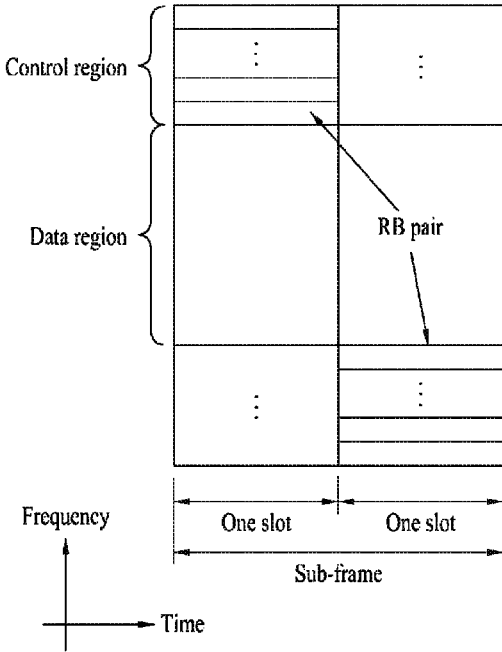 Control region
Data region
RB pair
One slot
One slot
Sub-frame
Frequency
Time